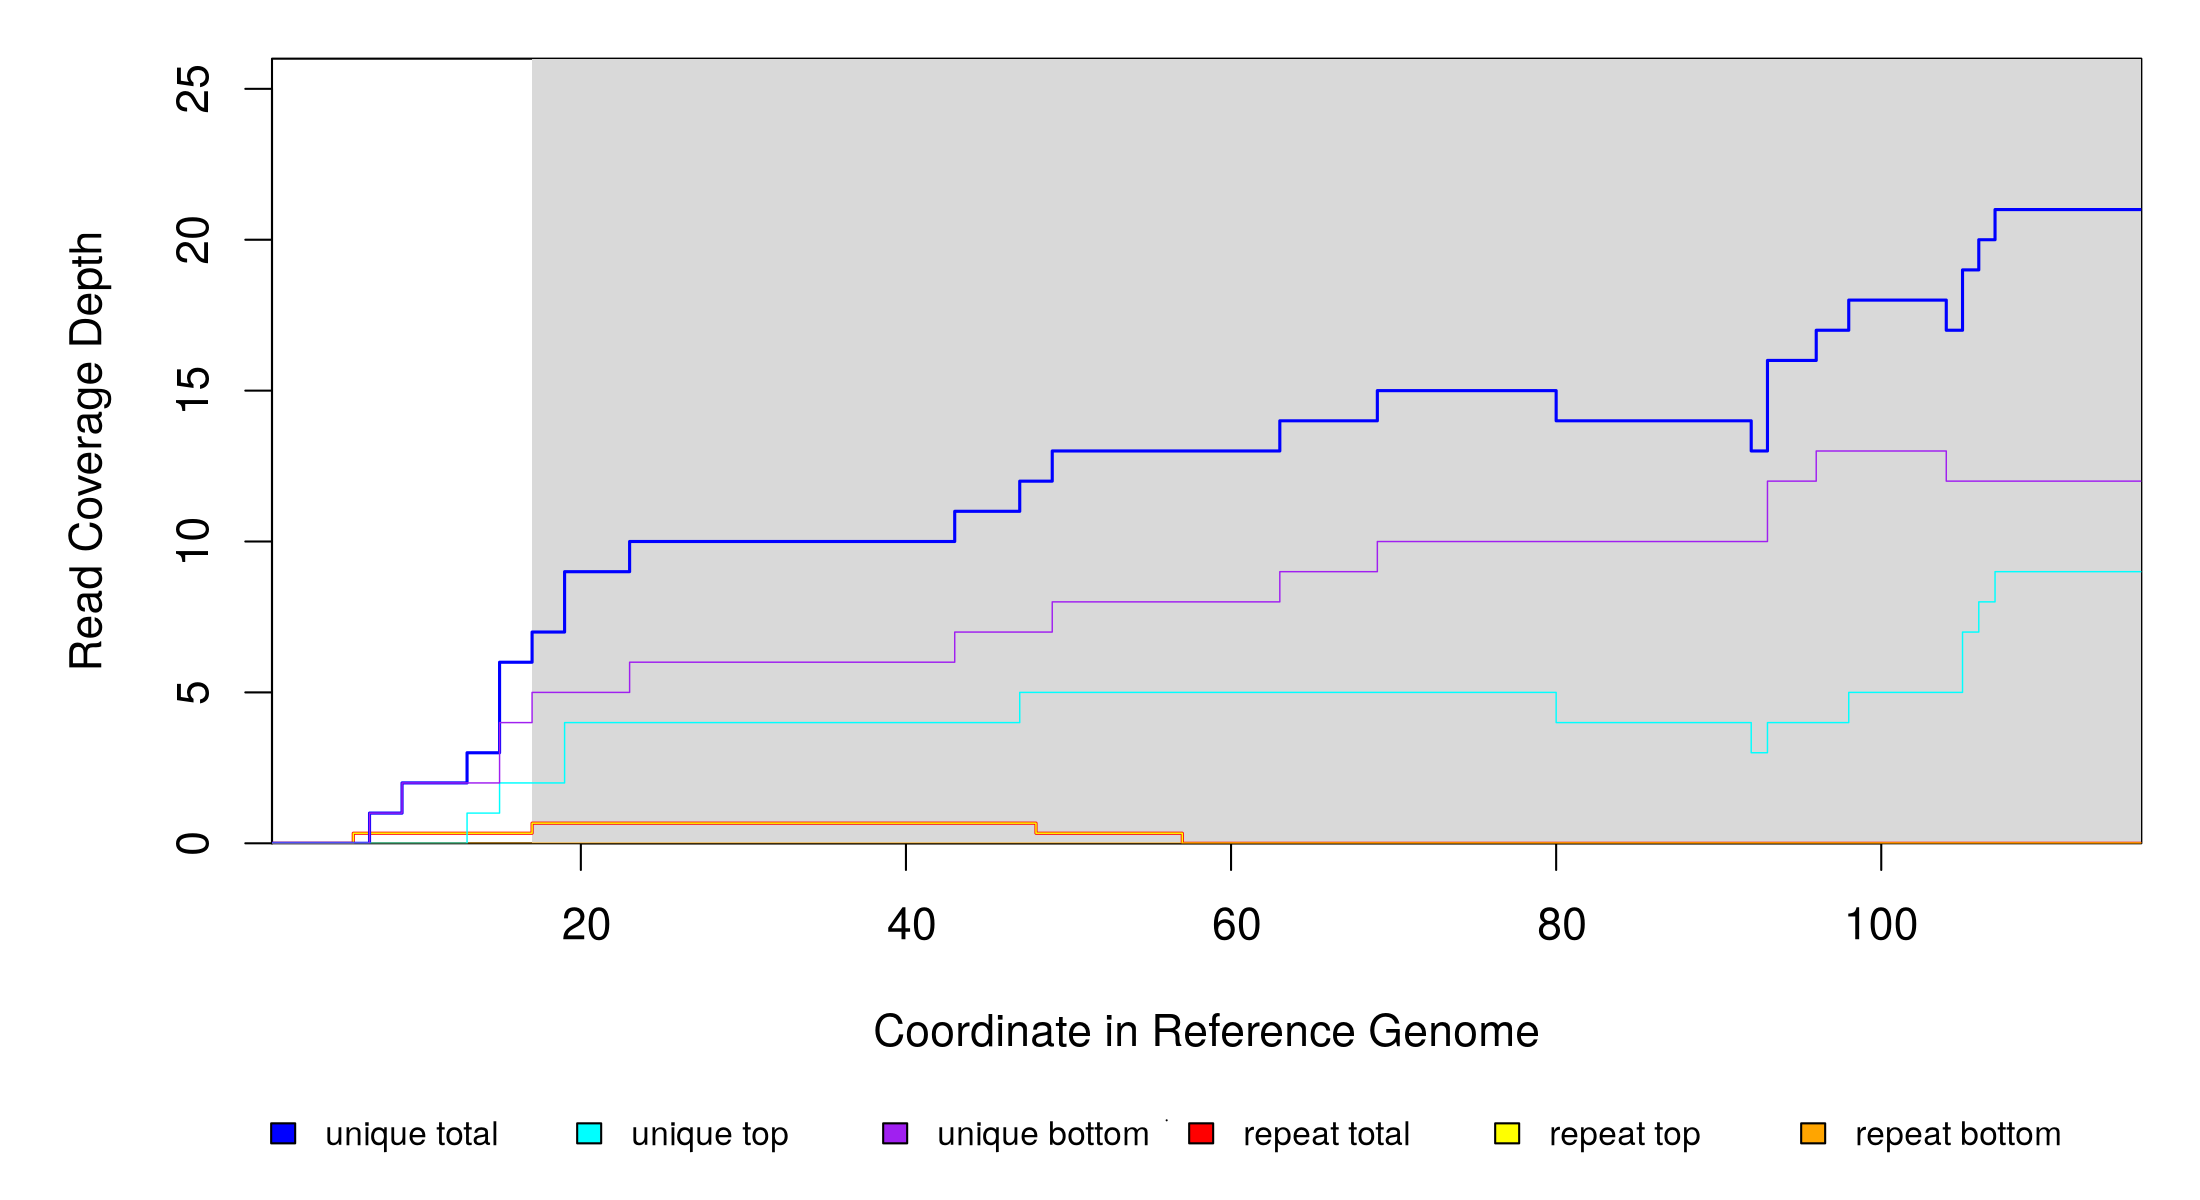 25
20
15
10
5
0
Read Coverage Depth
20 40 60 80 100
Coordinate in Reference Genome
unique total unique top unique bottom repeat total repeat top repeat bottom